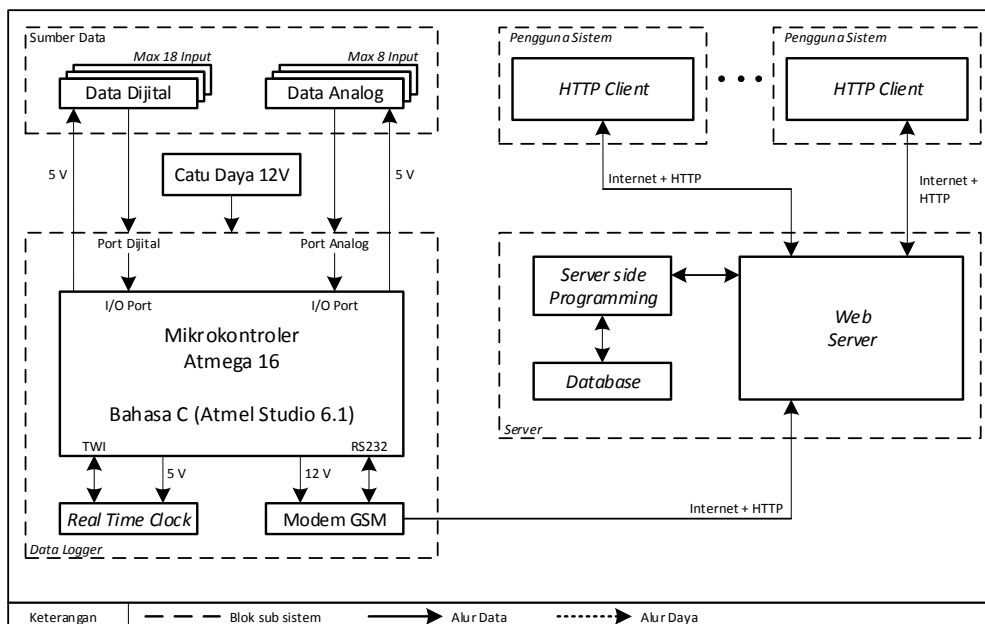 Sumber Data
Max 18 Input
Data Dijital
Max 8 Input
Data Analog
5 V
Catu Daya 12V
5 V
Port Dijital
Port Analog
I/O Port
I/O Port
Mikrokontroler
Atmega 16
Bahasa C (Atmel Studio 6.1)
TWI
RS232
5 V
12 V
Real Time Clock
Modem GSM
Data Logger
Pengguna Sistem
HTTP Client
Pengguna Sistem
HTTP Client
Internet + HTTP
Internet +
HTTP
Server side
Programming
Web
Server
Database
Server
Internet + HTTP
Keterangan
Blok sub sistem
Alur Data
Alur Daya